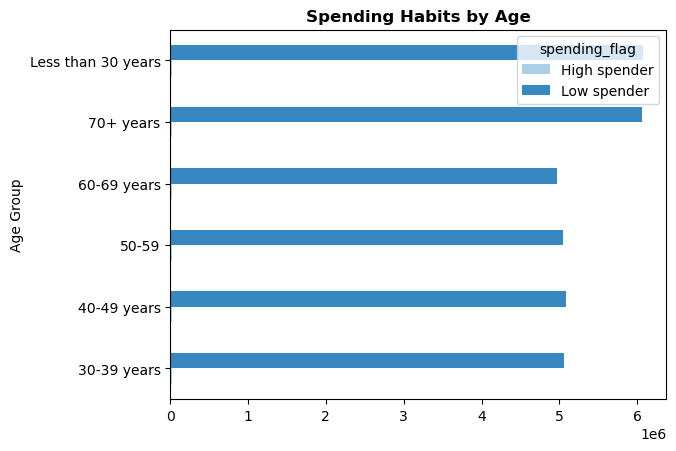 Spending Habits by Age
spending_flag
High spender
Low spender
Age Group
Less than 30 years
70+ years
60-69 years
50-59
40-49 years
30-39 years
0 1 2 3 4 5 6
1e6